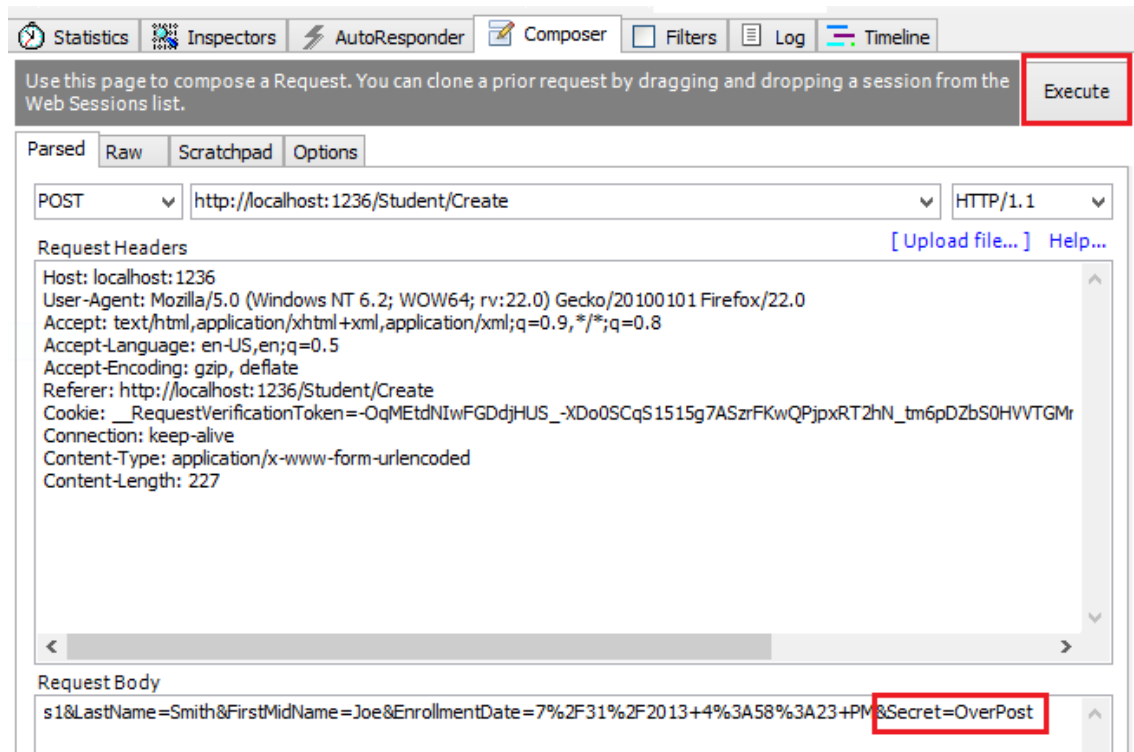 Statistics Inspectors AutoResponder Composer Filters Log Timeline
Use this page to compose a Request. You can clone a prior request by dragging and dropping a session from the
Web Sessions list.
Execute
Parsed Raw Scratchpad Options
POST http://localhost:1236/Student/Create HTTP/1.1
Request Headers [ Upload file... ] Help...
Host: localhost:1236
User-Agent: Mozilla/5.0 (Windows NT 6.2; WOW64; rv:22.0) Gecko/20100101 Firefox/22.0
Accept: text/html,application/xhtml+xml,application/xml;q=0.9,*/*;q=0.8
Accept-Language: en-US,en;q=0.5
Accept-Encoding: gzip, deflate
Referer: http://localhost:1236/Student/Create
Cookie: __RequestVerificationToken=-OqMEtdNIwFGDdjHUS_-XDo0SCqS1515g7ASzrFKwQPjpxRT2hN_tm6pDZbS0HVVTGMr
Connection: keep-alive
Content-Type: application/x-www-form-urlencoded
Content-Length: 227
Request Body
s1&LastName=Smith&FirstMidName=Joe&EnrollmentDate=7%2F31%2F2013+4%3A58%3A23+PM&Secret=OverPost